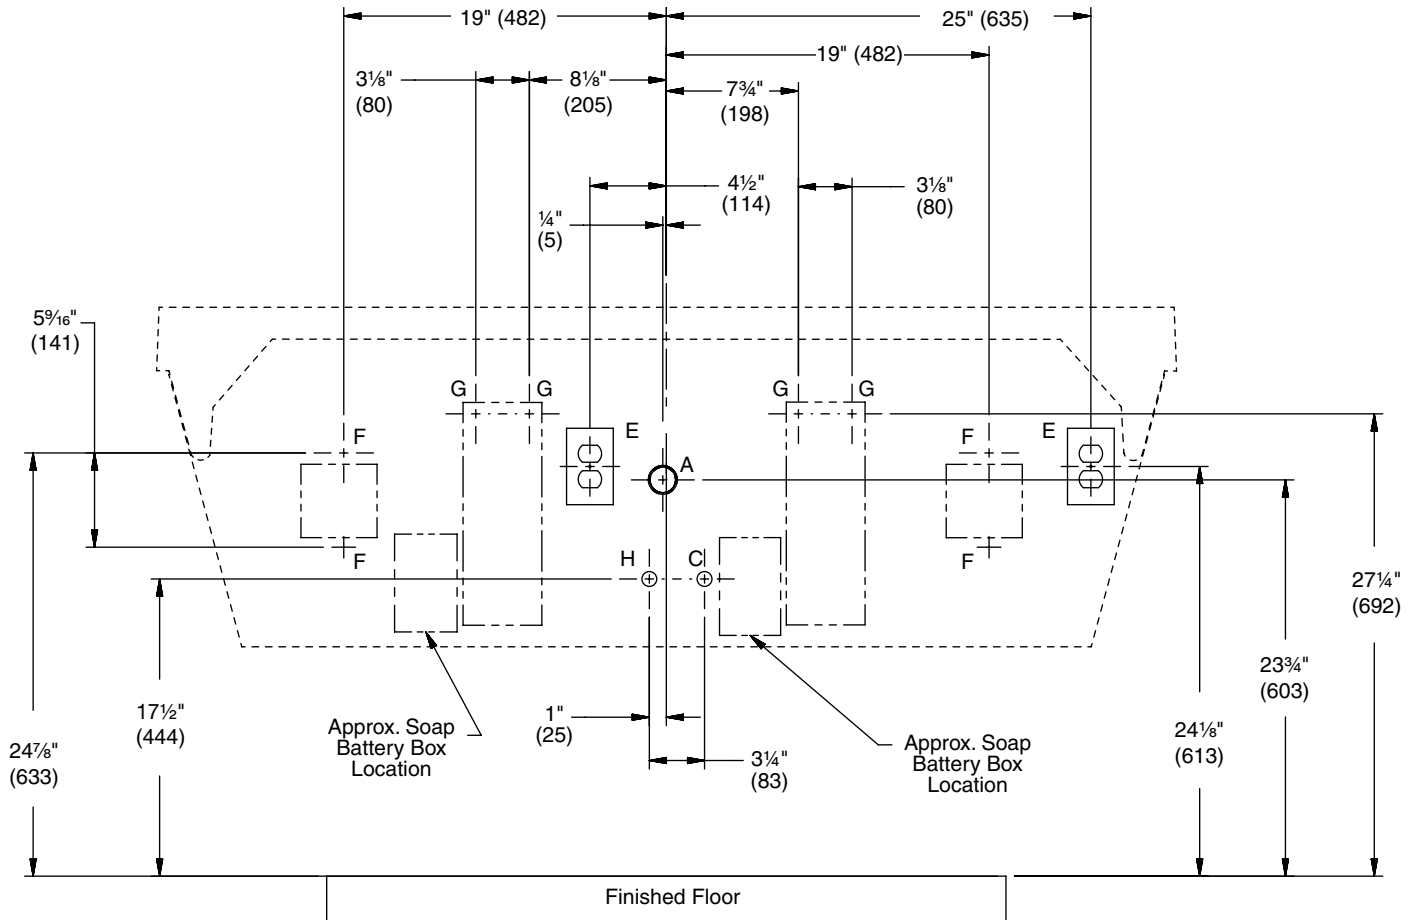 19" (482)
25" (635)
19" (482)
3⅛"
(80)
8⅛"
(205)
7¾"
(198)
4½"
(114)
3⅛"
(80)
¼"
(5)
5⁹⁄₁₆"
(141)
G
G
G
G
F
E
A
F
E
F
H
C
F
27¼"
(692)
23¾"
(603)
24⅛"
(613)
17½"
(444)
24⅞"
(633)
1"
(25)
3¼"
(83)
Approx. Soap
Battery Box
Location
Approx. Soap
Battery Box
Location
Finished Floor